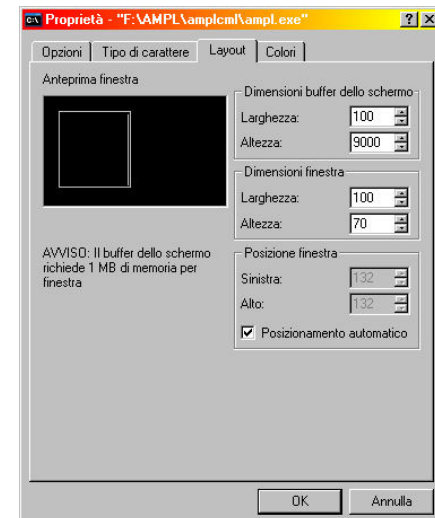 Proprietà - "F:\AMPL\amplcml\ampl.exe"
Opzioni Tipo di carattere Layout Colori
Anteprima finestra
AVVISO: Il buffer dello schermo
richiede 1 MB di memoria per
finestra
Dimensioni buffer dello schermo
Larghezza: 100
Altezza: 9000
Dimensioni finestra
Larghezza: 100
Altezza: 70
Posizione finestra
Sinistra: 132
Alto: 132
Posizionamento automatico
OK Annulla